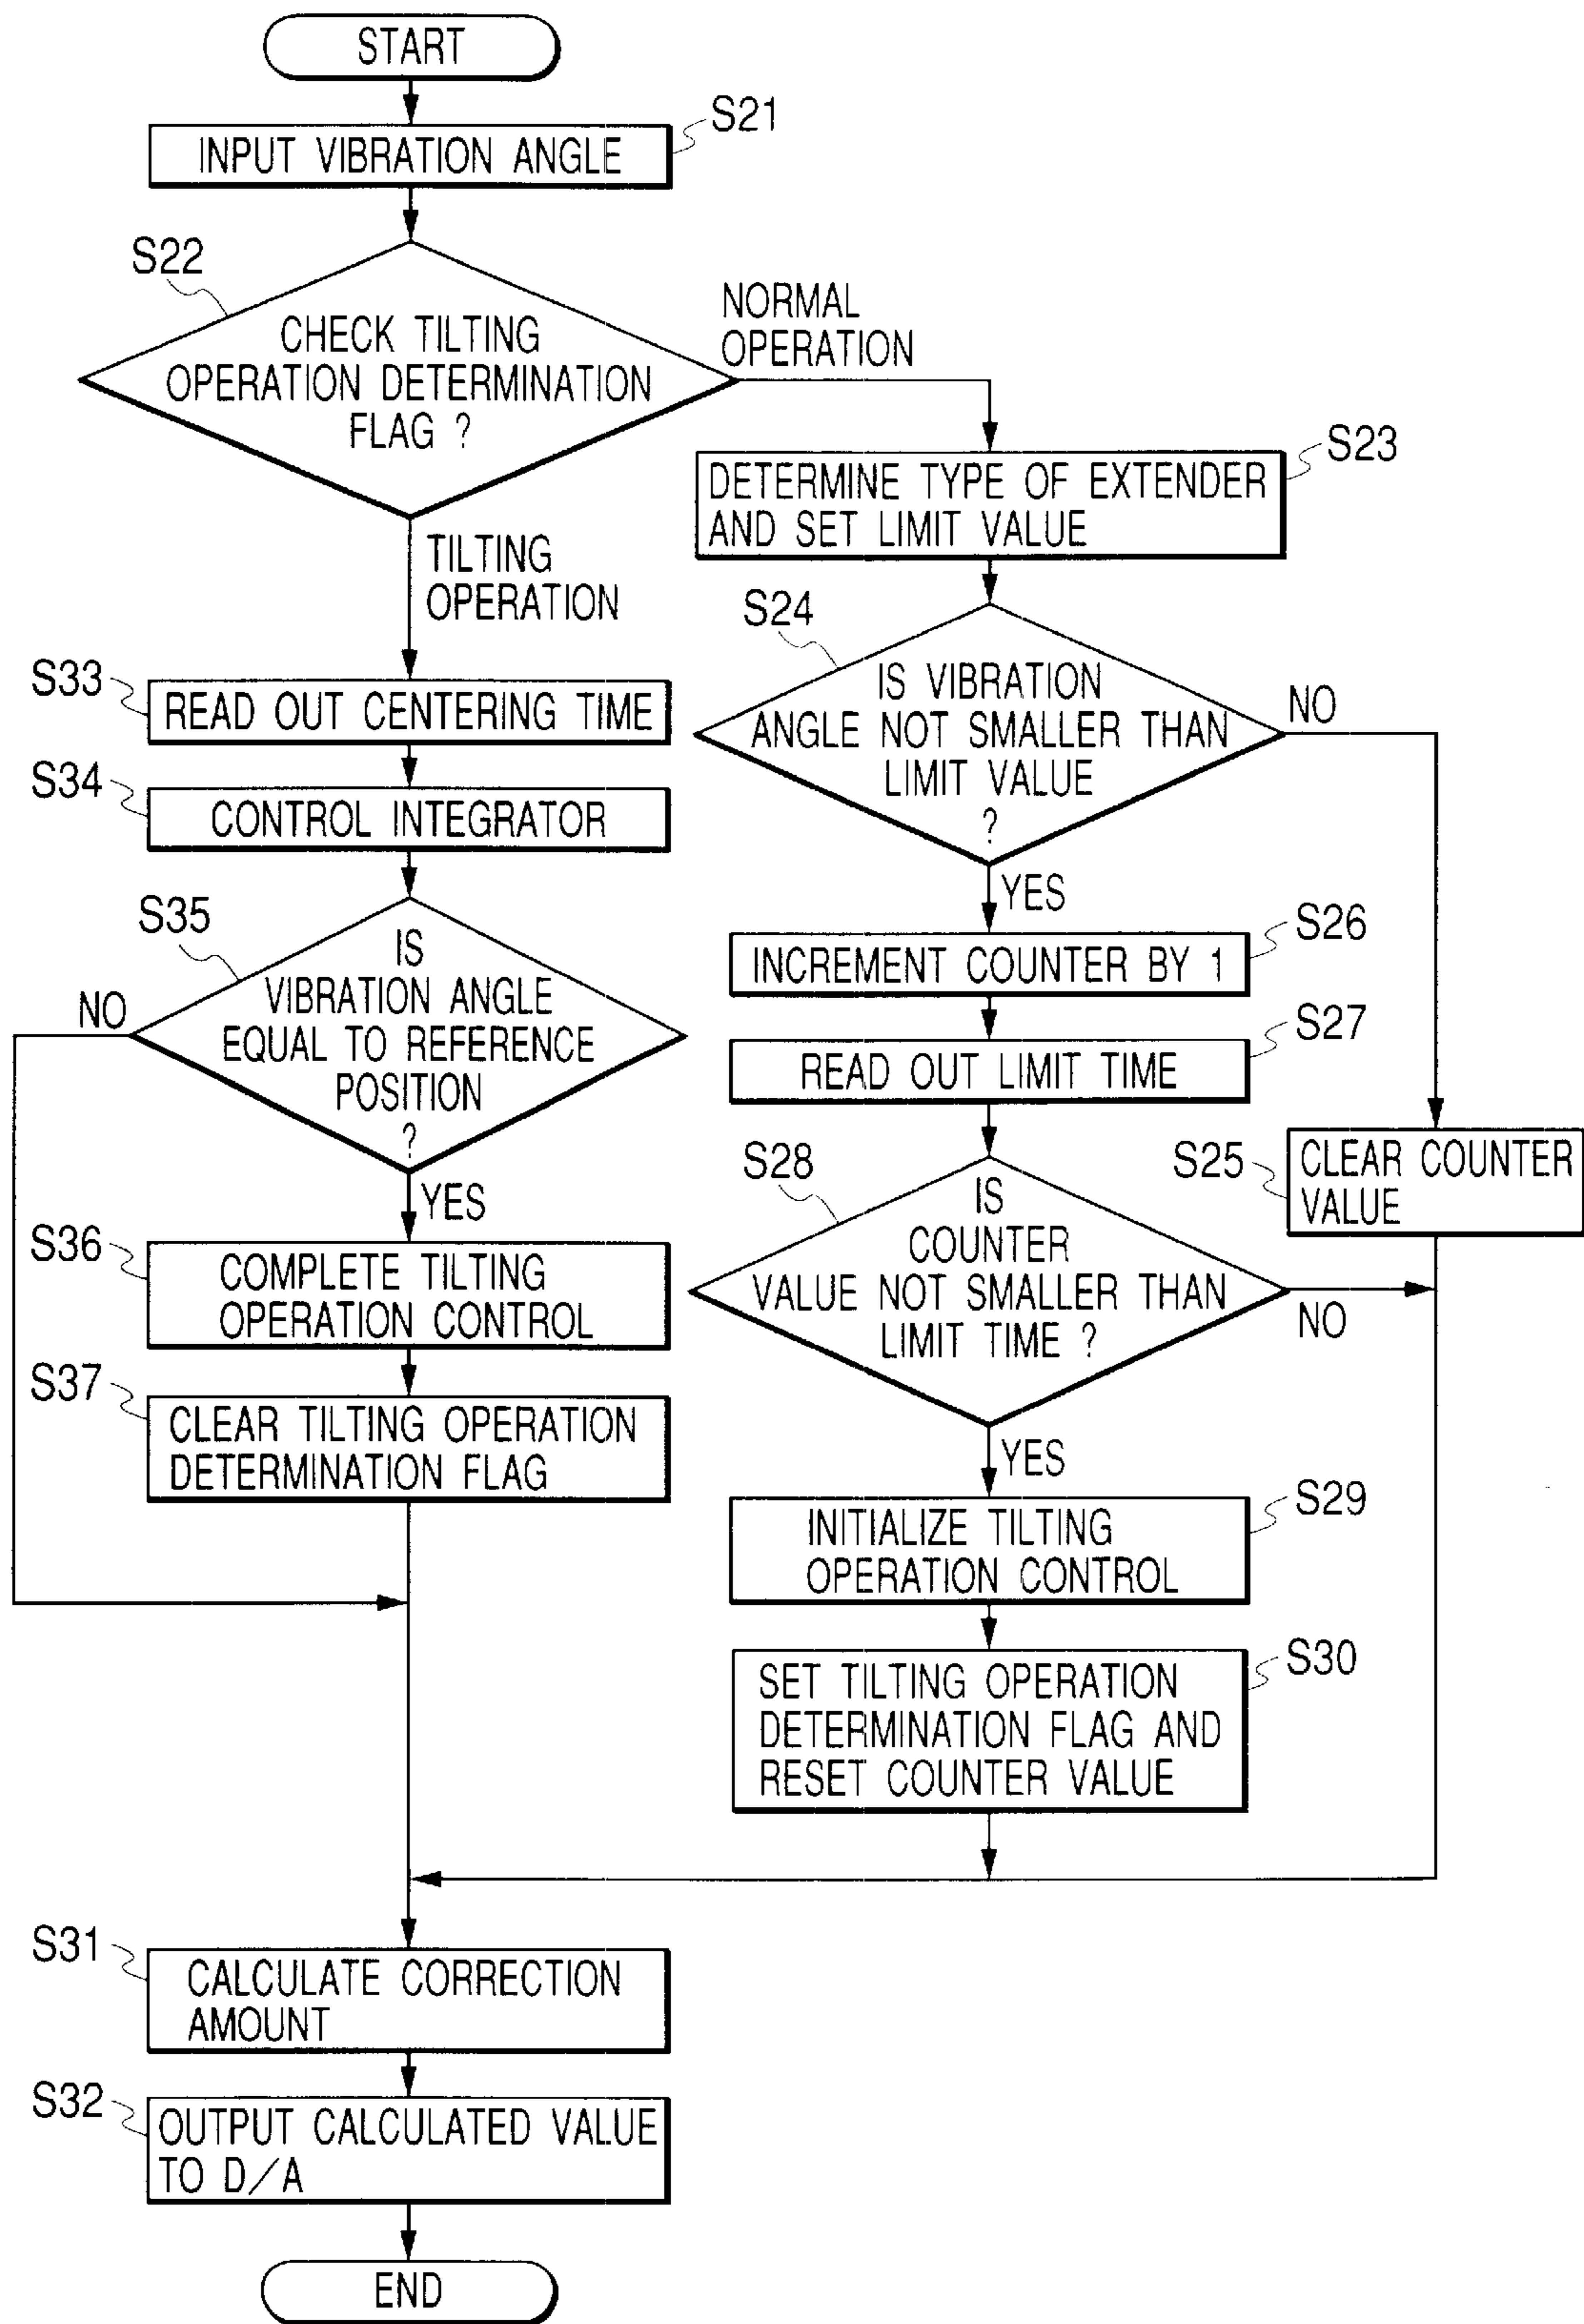 START
S21
INPUT VIBRATION ANGLE
S22
CHECK TILTING
OPERATION DETERMINATION
FLAG ?
NORMAL
OPERATION
TILTING
OPERATION
S23
DETERMINE TYPE OF EXTENDER
AND SET LIMIT VALUE
S24
IS VIBRATION
ANGLE NOT SMALLER THAN
LIMIT VALUE
?
NO
YES
S33
READ OUT CENTERING TIME
S34
CONTROL INTEGRATOR
S35
IS
VIBRATION ANGLE
EQUAL TO REFERENCE
POSITION
?
NO
YES
S26
INCREMENT COUNTER BY 1
S27
READ OUT LIMIT TIME
S25
CLEAR COUNTER
VALUE
S28
IS
COUNTER
VALUE NOT SMALLER THAN
LIMIT TIME ?
NO
YES
S36
COMPLETE TILTING
OPERATION CONTROL
S37
CLEAR TILTING OPERATION
DETERMINATION FLAG
S29
INITIALIZE TILTING
OPERATION CONTROL
S30
SET TILTING OPERATION
DETERMINATION FLAG AND
RESET COUNTER VALUE
S31
CALCULATE CORRECTION
AMOUNT
S32
OUTPUT CALCULATED VALUE
TO D/A
END